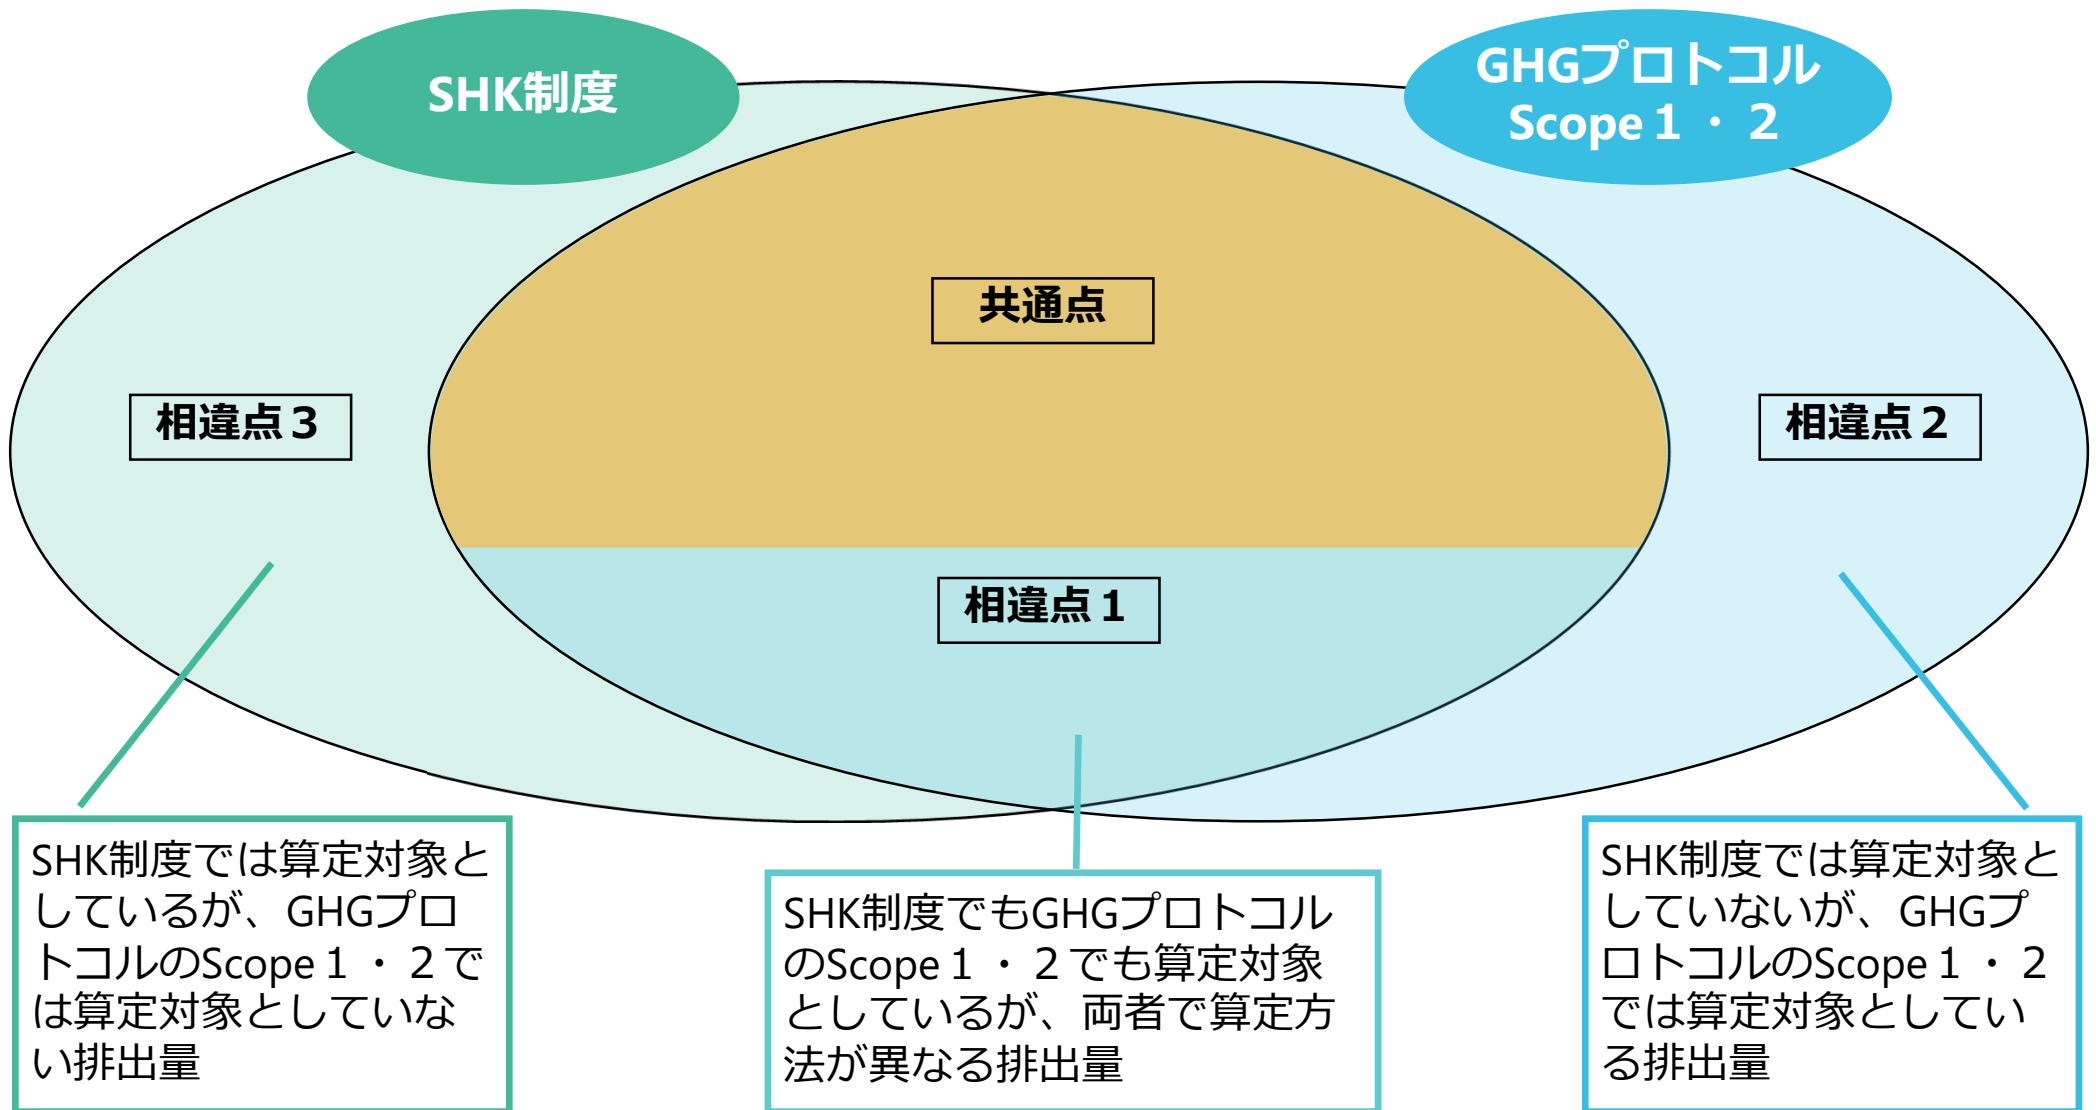 SHK制度
GHGプロトコル
Scope１・２
共通点
相違点３
相違点２
相違点１
SHK制度では算定対象と
しているが、GHGプロ
トコルのScope１・２で
は算定対象としていな
い排出量
SHK制度でもGHGプロトコル
のScope１・２でも算定対象
としているが、両者で算定方
法が異なる排出量
SHK制度では算定対象と
していないが、GHGプ
ロトコルのScope１・２
では算定対象としてい
る排出量